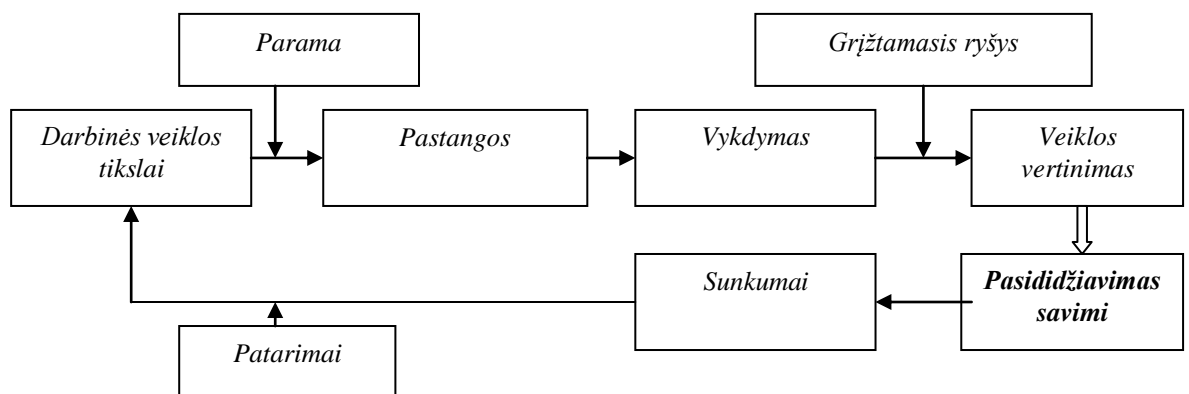 Parama
Grįžtamasis ryšys
Darbinės veiklos
tikslai
Pastangos
Vykdymas
Veiklos
vertinimas
Sunkumai
Pasididžiavimas
savimi
Patarimai